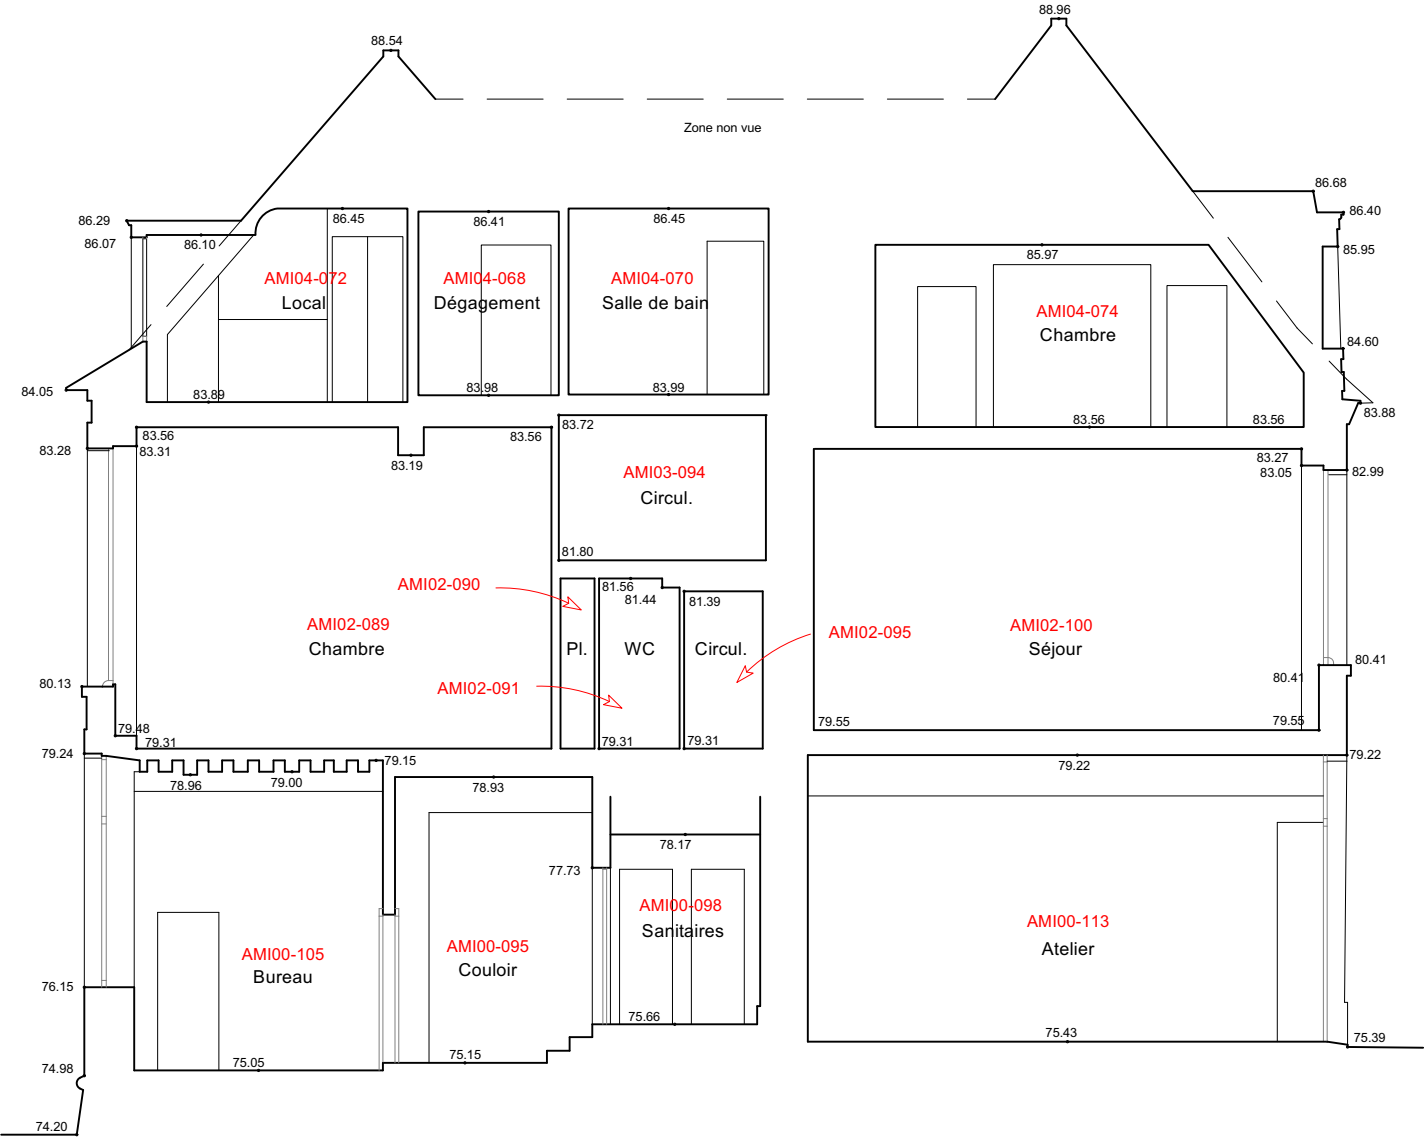 88.96
88.54
Zone non vue
86.68
86.29
86.45
86.41
86.45
86.40
86.07
86.10
85.95
85.97
AMI04-072
Local
AMI04-068
Dégagement
AMI04-070
Salle de bain
AMI04-074
Chambre
84.60
84.05
83.89
83.98
83.99
83.88
83.56
83.56
83.56
83.56
83.72
83.28
83.31
83.19
83.27
83.05
82.99
AMI03-094
Circul.
81.80
AMI02-090
81.56
81.44
81.39
AMI02-089
Chambre
Pl.
WC
Circul.
AMI02-095
AMI02-100
Séjour
80.41
80.41
80.13
AMI02-091
79.48
79.31
79.31
79.31
79.55
79.55
79.24
79.15
79.22
79.22
78.96
79.00
78.93
78.17
77.73
AMI00-098
Sanitaires
AMI00-113
Atelier
AMI00-105
Bureau
AMI00-095
Couloir
76.15
75.66
75.43
75.39
75.05
75.15
74.98
74.20